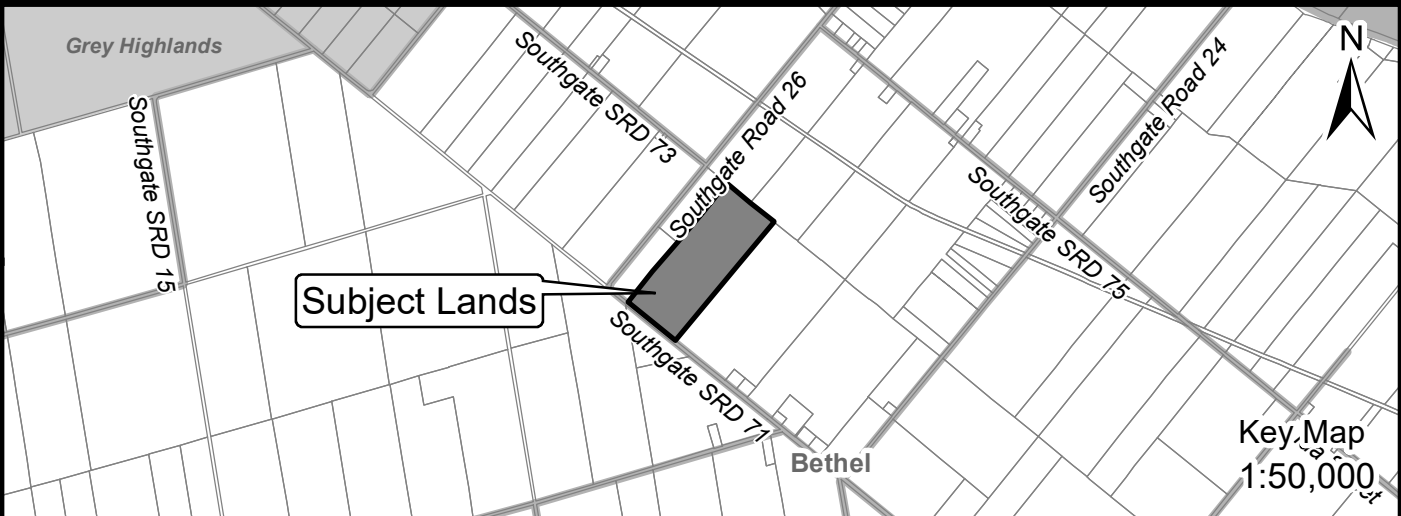 Grey Highlands
N
Southgate SRD 73
Southgate Road 26
Southgate Road 24
Southgate SRD 15
Southgate SRD 75
Subject Lands
Southgate SRD 71
Key Map
1:50,000
Bethel